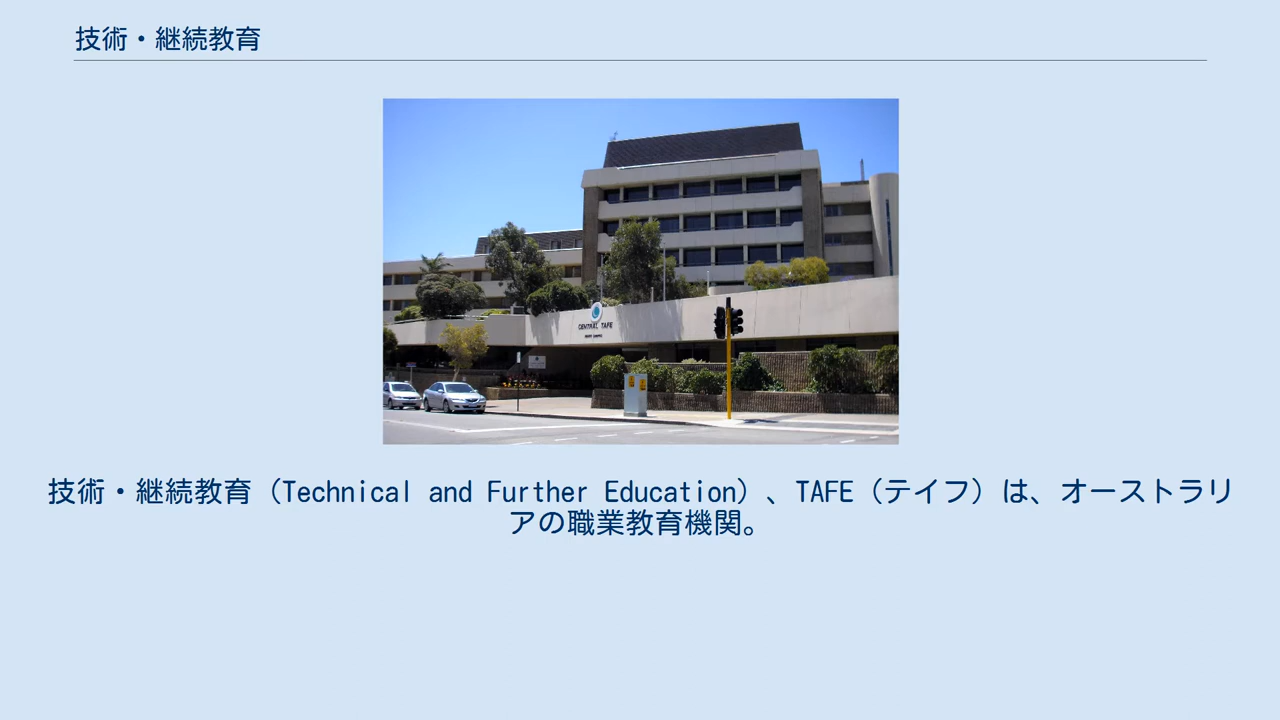 技術・継続教育
CENTRAL TAFE
技術・継続教育（Technical and Further Education）、TAFE（テイフ）は、オーストラリ
アの職業教育機関。